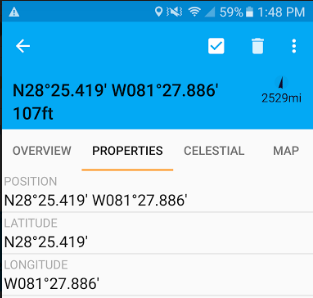 59% 1:48 PM
N28°25.419' W081°27.886'
107ft
2529mi
OVERVIEW PROPERTIES CELESTIAL MAP
POSITION
N28°25.419' W081°27.886'
LATITUDE
N28°25.419'
LONGITUDE
W081°27.886'